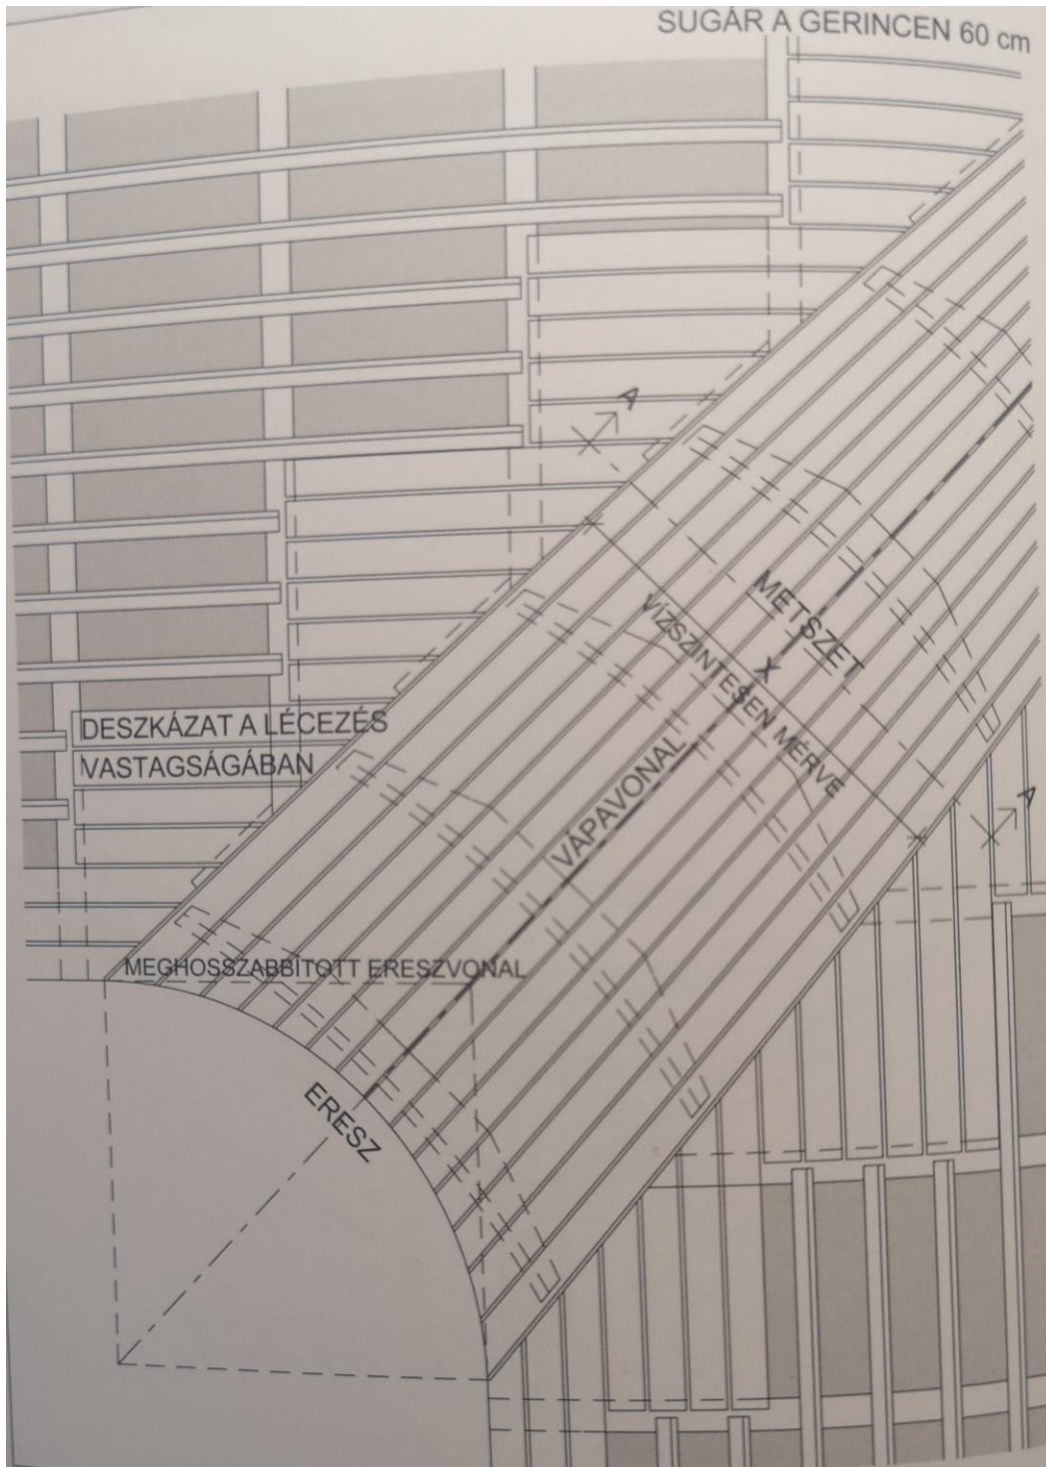 SUGÁR A GERINCEN 60 cm
A
METSZET
VÍZSZINTESEN MÉRVE
X
DESZKÁZAT A LÉCEZÉS
VASTAGSÁGÁBAN
VÁPAVONAL
A
MEGHOSSZABBÍTOTT ERESZVONAL
ERESZ